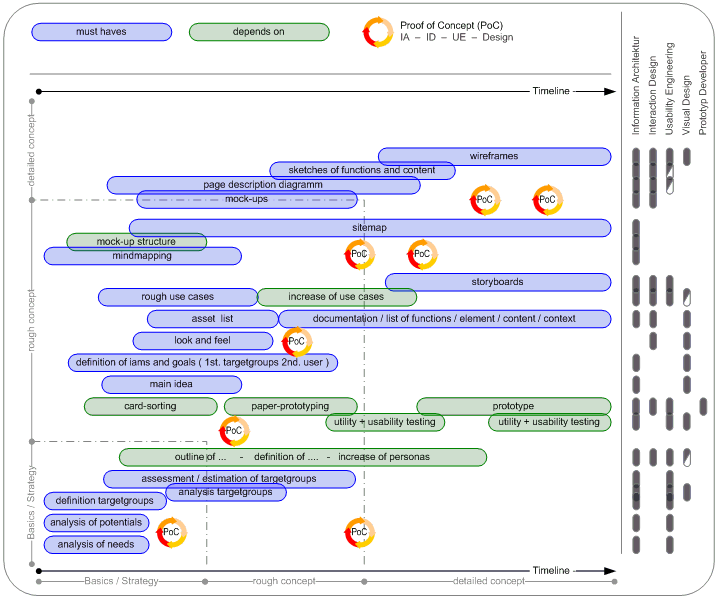 must haves
depends on
Proof of Concept (PoC)
IA – ID – UE – Design
Timeline
Information Architektur
Interaction Design
Usability Engineering
Visual Design
Prototyp Developer
detailed concept
wireframes
sketches of functions and content
page description diagramm
mock-ups
PoC
PoC
sitemap
mock-up structure
mindmapping
PoC
PoC
rough concept
storyboards
rough use cases
increase of use cases
asset list
documentation / list of functions / element / content / context
look and feel
PoC
definition of iams and goals ( 1st. targetgroups 2nd. user )
main idea
card-sorting
paper-prototyping
prototype
utility + usability testing
utility + usability testing
PoC
Basics / Strategy
outline of ... - definition of .... - increase of personas
assessment / estimation of targetgroups
analysis targetgroups
definition targetgroups
analysis of potentials
PoC
PoC
analysis of needs
Timeline
Basics / Strategy
rough concept
detailed concept